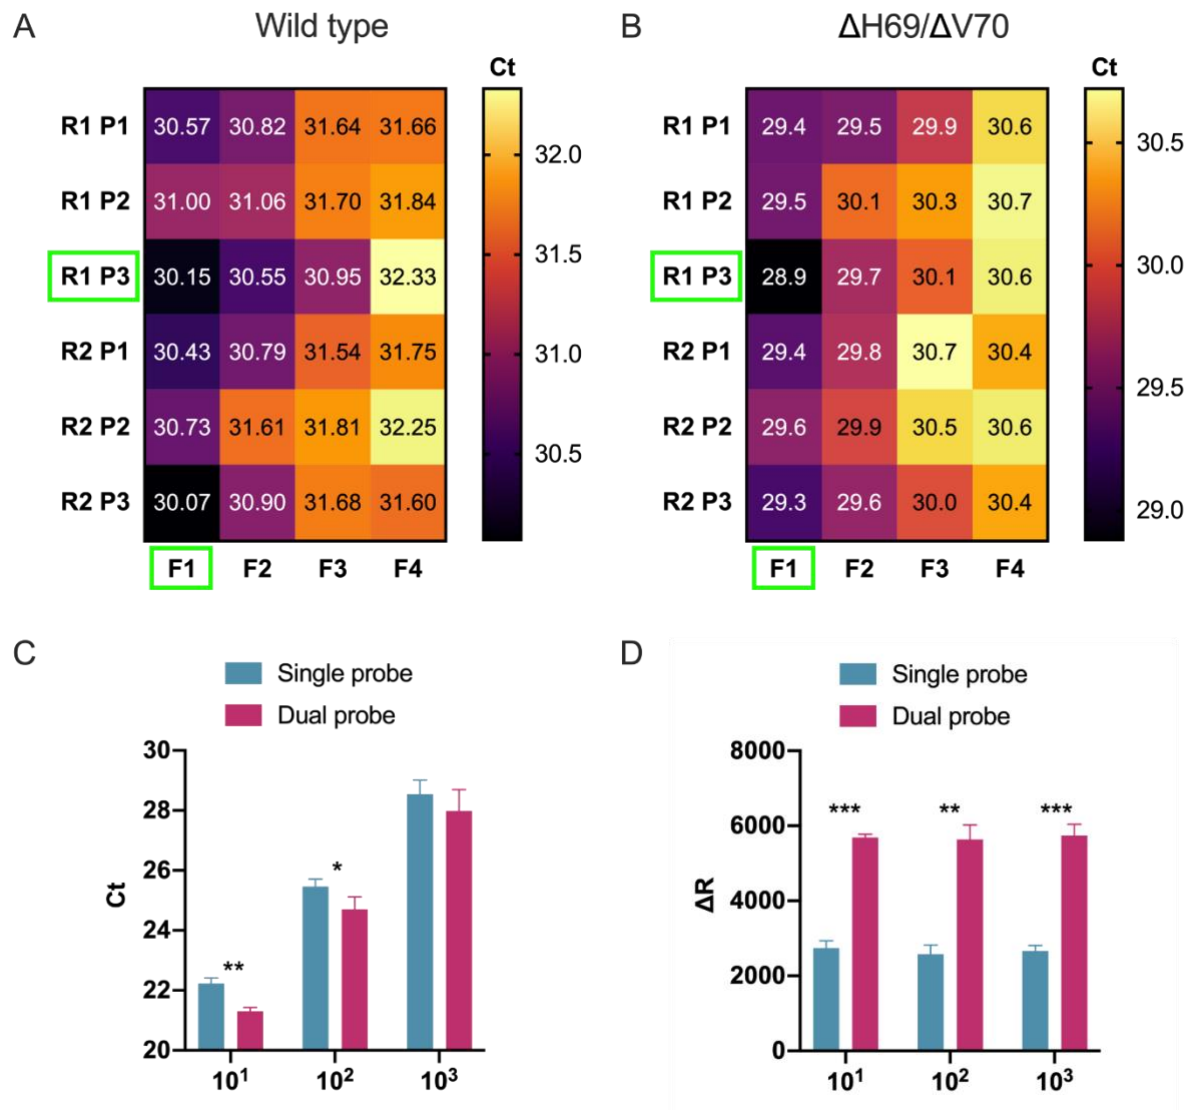 A Wild type
Ct
R1 P1 30.57 30.82 31.64 31.66
32.0
R1 P2 31.00 31.06 31.70 31.84
31.5
R1 P3 30.15 30.55 30.95 32.33
31.0
R2 P1 30.43 30.79 31.54 31.75
R2 P2 30.73 31.61 31.81 32.25
30.5
R2 P3 30.07 30.90 31.68 31.60
F1 F2 F3 F4
B ΔH69/ΔV70
Ct
R1 P1 29.4 29.5 29.9 30.6
30.5
R1 P2 29.5 30.1 30.3 30.7
R1 P3 28.9 29.7 30.1 30.6
30.0
R2 P1 29.4 29.8 30.7 30.4
29.5
R2 P2 29.6 29.9 30.5 30.6
R2 P3 29.3 29.6 30.0 30.4
29.0
F1 F2 F3 F4
C
Single probe
Dual probe
30
28
26
24
22
20
Ct
**
*
10¹ 10² 10³
D
Single probe
Dual probe
8000
6000
4000
2000
0
ΔR
*** ** ***
10¹ 10² 10³